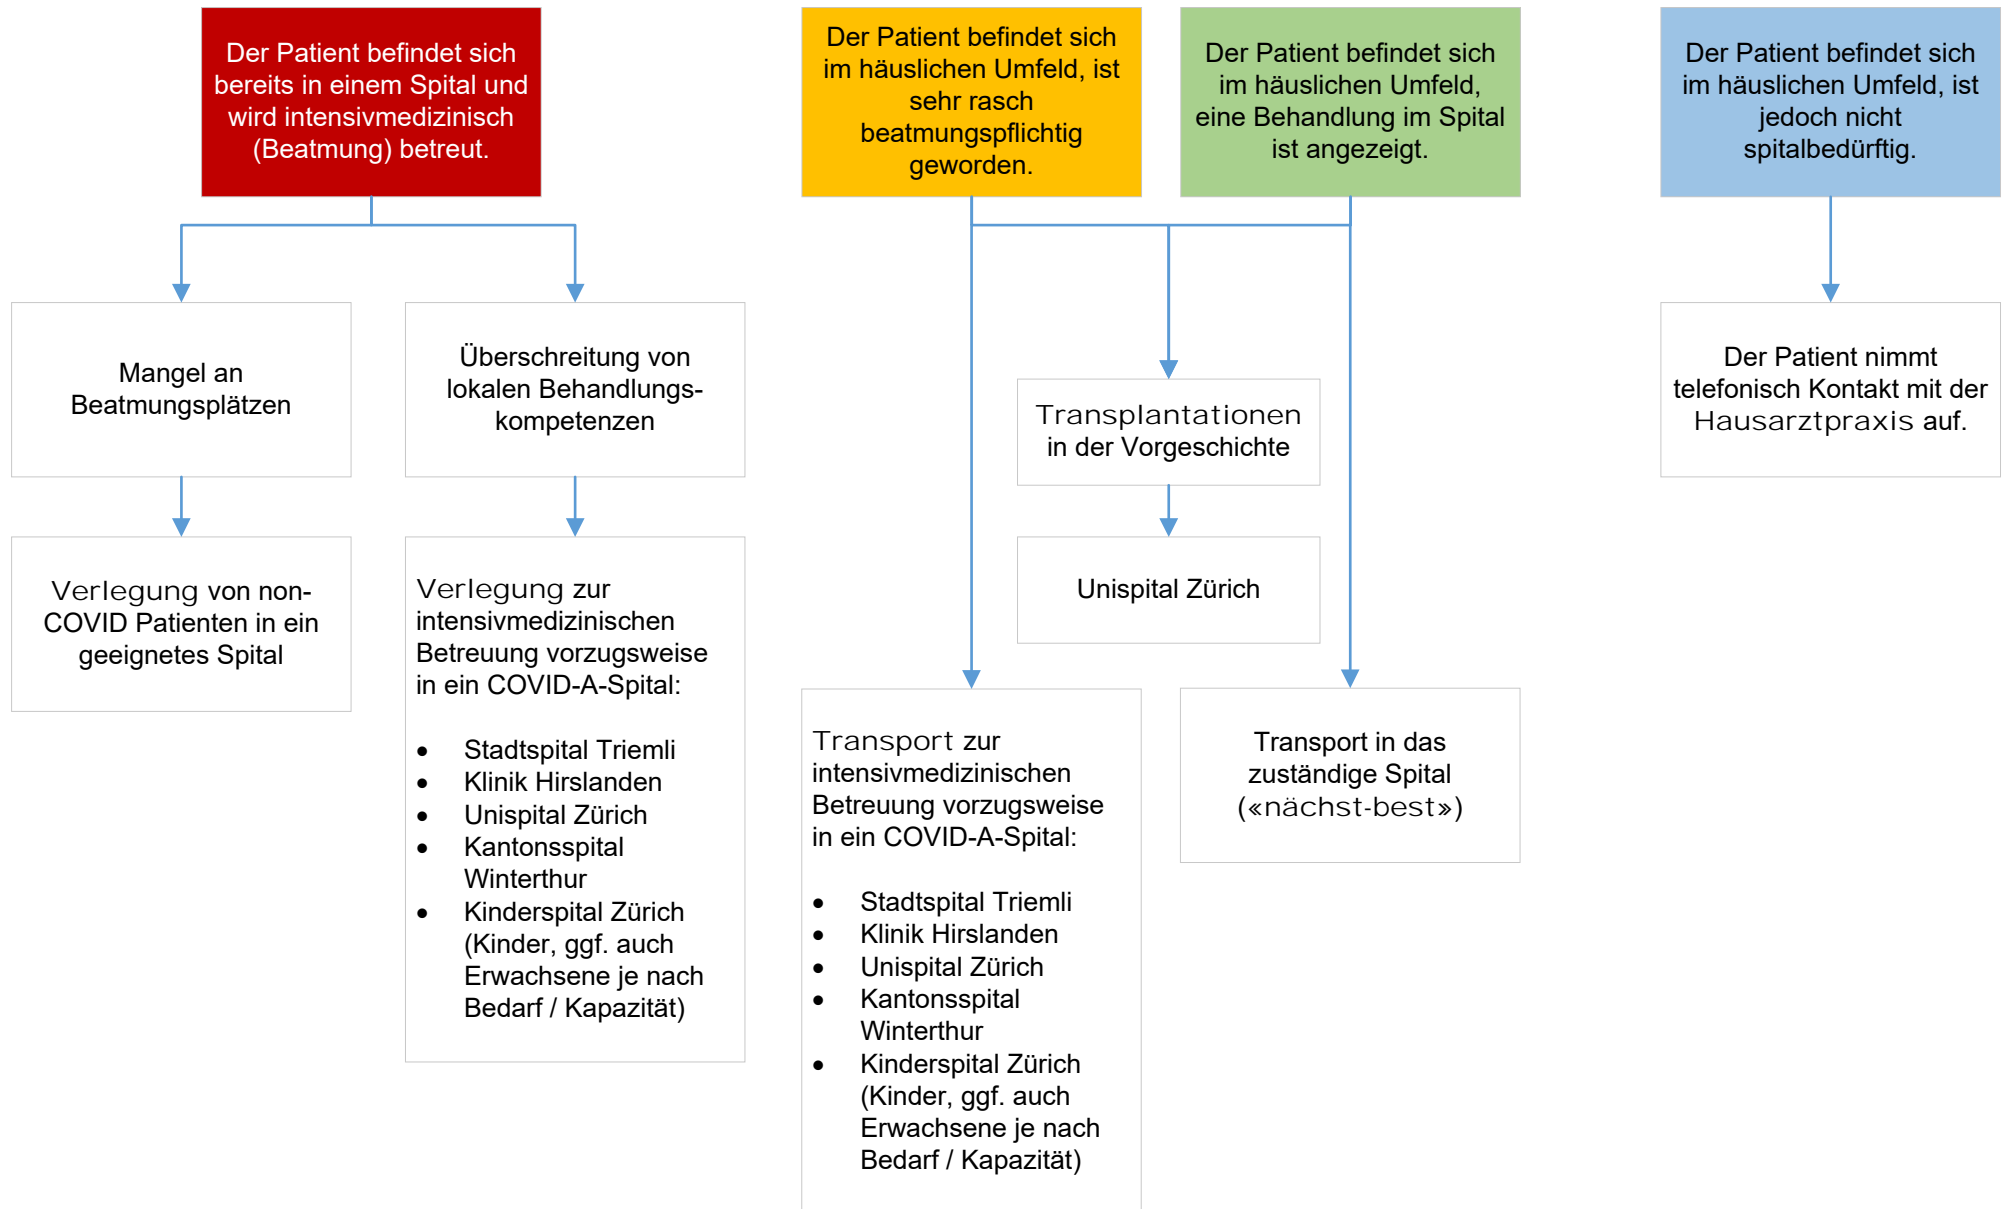 Der Patient befindet sich
bereits in einem Spital und
wird intensivmedizinisch
(Beatmung) betreut.
Der Patient befindet sich
im häuslichen Umfeld, ist
sehr rasch
beatmungspflichtig
geworden.
Der Patient befindet sich
im häuslichen Umfeld,
eine Behandlung im Spital
ist angezeigt.
Der Patient befindet sich
im häuslichen Umfeld, ist
jedoch nicht
spitalbedürftig.
Mangel an
Beatmungsplätzen
Überschreitung von
lokalen Behandlungs-
kompetenzen
Transplantationen
in der Vorgeschichte
Der Patient nimmt
telefonisch Kontakt mit der
Hausarztpraxis auf.
Verlegung von non-
COVID Patienten in ein
geeignetes Spital
Verlegung zur
intensivmedizinischen
Betreuung vorzugsweise
in ein COVID-A-Spital:
• Stadtspital Triemli
• Klinik Hirslanden
• Unispital Zürich
• Kantonsspital
Winterthur
• Kinderspital Zürich
(Kinder, ggf. auch
Erwachsene je nach
Bedarf / Kapazität)
Unispital Zürich
Transport zur
intensivmedizinischen
Betreuung vorzugsweise
in ein COVID-A-Spital:
• Stadtspital Triemli
• Klinik Hirslanden
• Unispital Zürich
• Kantonsspital
Winterthur
• Kinderspital Zürich
(Kinder, ggf. auch
Erwachsene je nach
Bedarf / Kapazität)
Transport in das
zuständige Spital
(«nächst-best»)